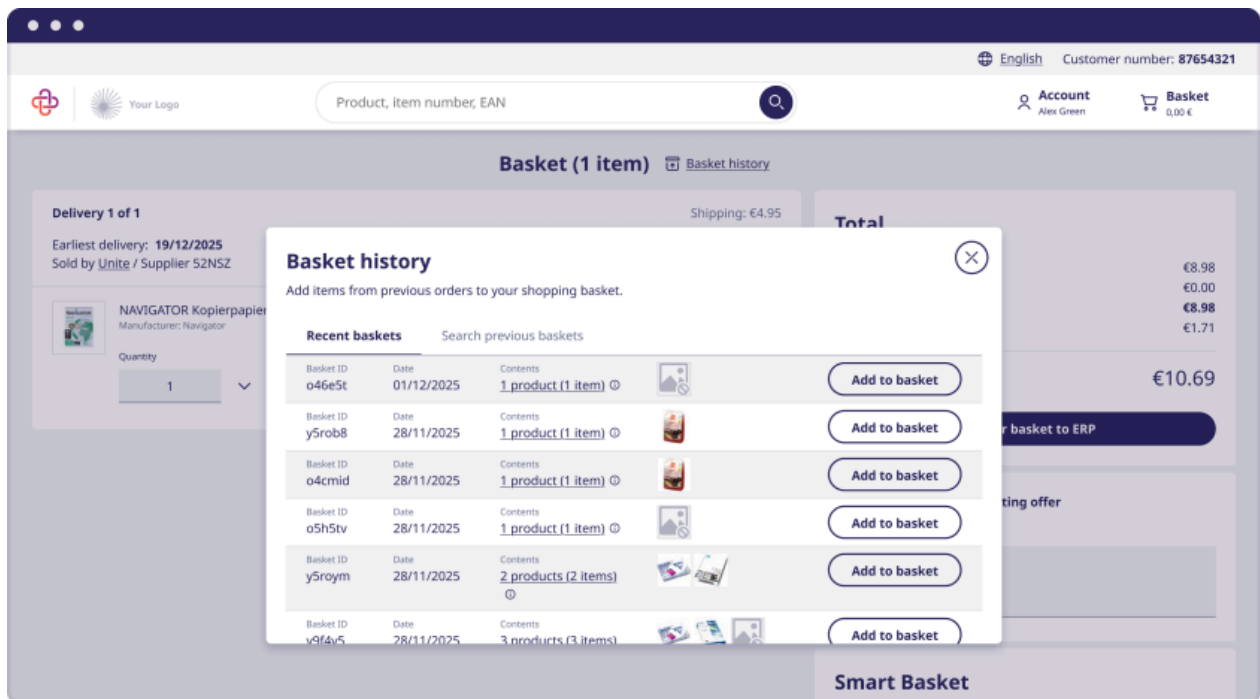 English Customer number: 87654321
Your Logo
Product, item number, EAN
Account
Alex Green
Basket
0,00 €
Basket (1 item) Basket history
Delivery 1 of 1
Shipping: €4.95
Earliest delivery: 19/12/2025
Sold by Unite / Supplier 52NSZ
NAVIGATOR Kopierpapier
Manufacturer: Navigator
Quantity
1
Total
€8.98
€0.00
€8.98
€1.71
€10.69
r basket to ERP
ting offer
Smart Basket
Basket history
Add items from previous orders to your shopping basket.
Recent baskets Search previous baskets
Basket ID Date Contents
o46e5t 01/12/2025 1 product (1 item) Add to basket
Basket ID Date Contents
y5rob8 28/11/2025 1 product (1 item) Add to basket
Basket ID Date Contents
o4cmid 28/11/2025 1 product (1 item) Add to basket
Basket ID Date Contents
o5h5tv 28/11/2025 1 product (1 item) Add to basket
Basket ID Date Contents
y5roym 28/11/2025 2 products (2 items) Add to basket
Basket ID Date Contents
28/11/2025 3 products (3 items) Add to basket